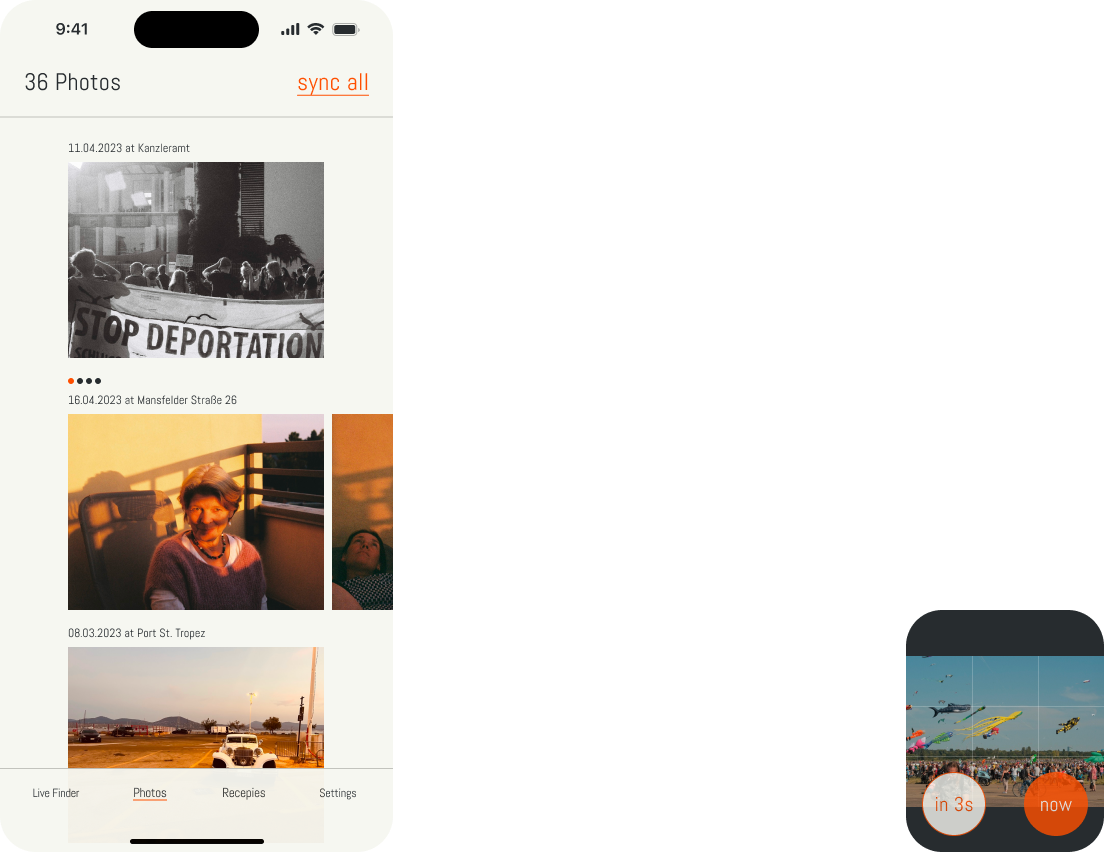 9:41
36 Photos
sync all
11.04.2023 at Kanzleramt
STOP DEPORTATION
16.04.2023 at Mansfelder Straße 26
08.03.2023 at Port St. Tropez
Live Finder
Photos
Recepies
Settings
in 3s
now